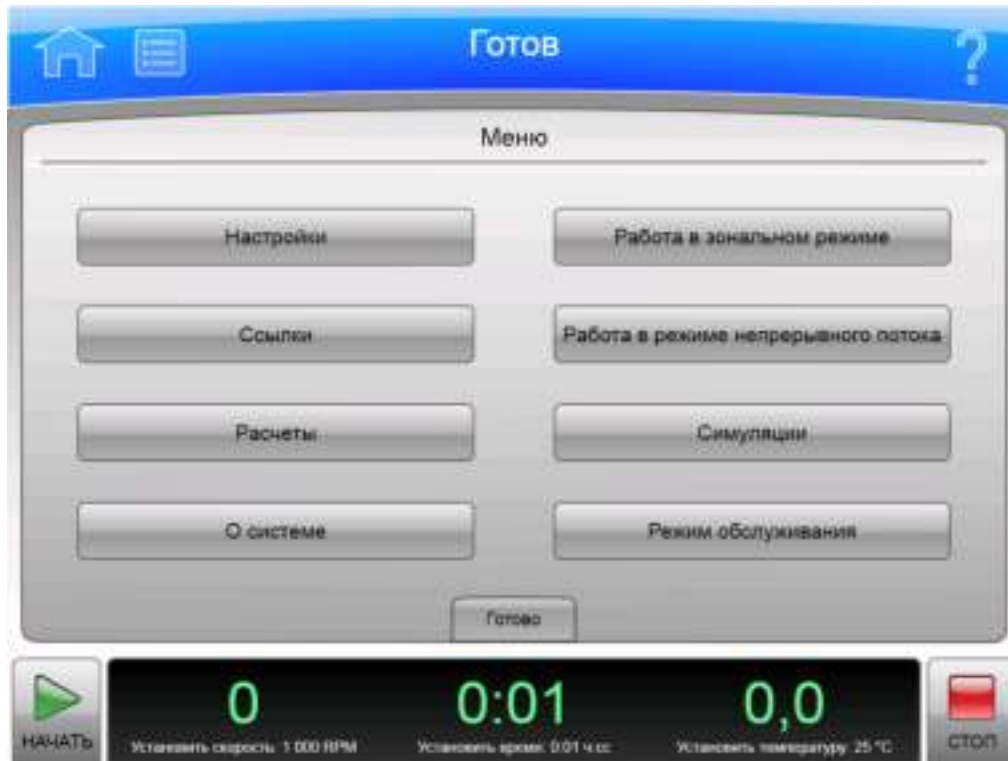 Готов
?
Меню
Настройки
Работа в зональном режиме
Ссылки
Работа в режиме непрерывного потока
Расчеты
Симуляции
О системе
Режим обслуживания
Готово
0
0:01
0,0
НАЧАТЬ
Установить скорость: 1 000 RPM
Установить время: 0:01 ч:сс
Установить температуру: 25 °C
СТОП